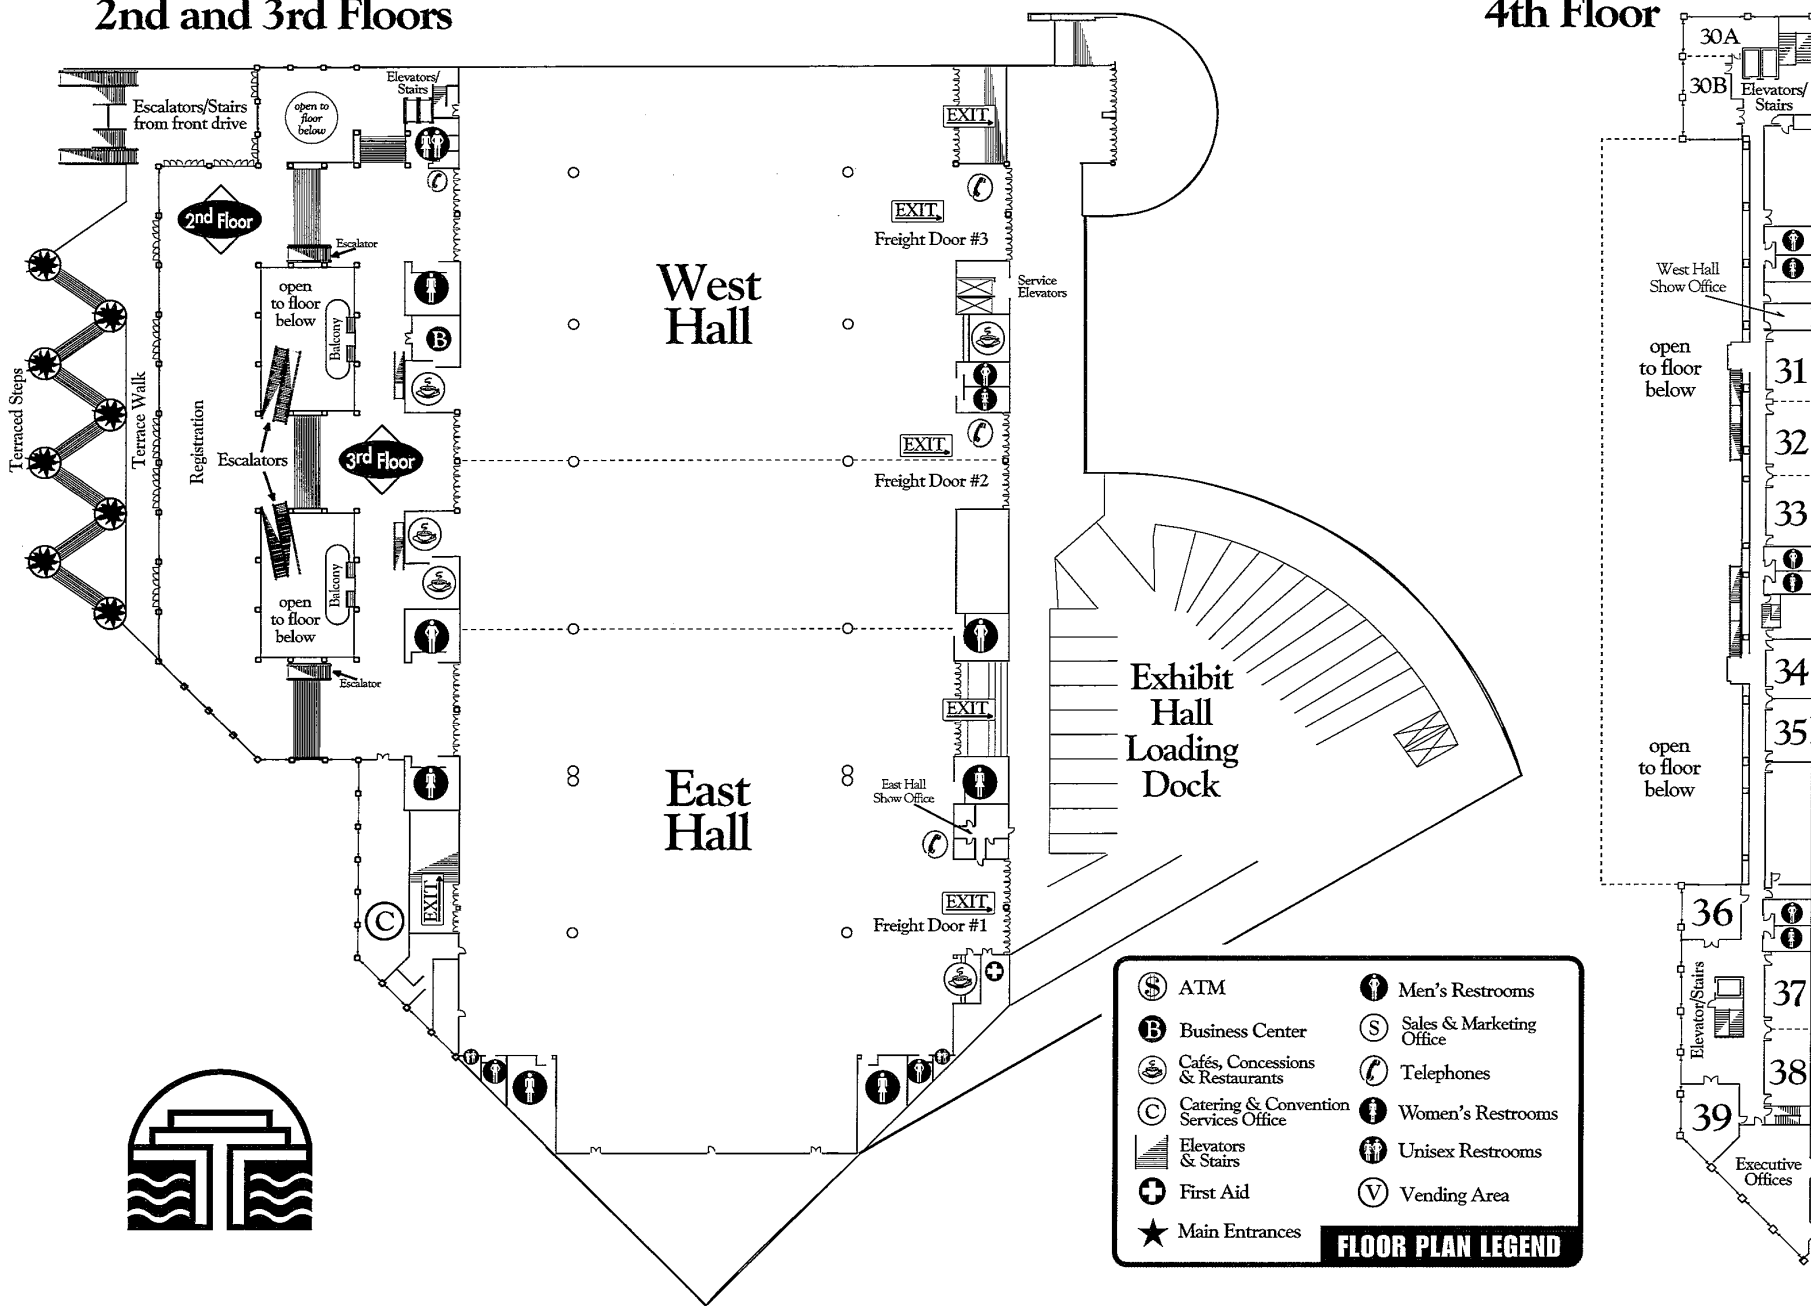 2nd and 3rd Floors
4th Floor
30A
30B
Elevators/
Stairs
Escalators/Stairs
from front drive
open to
floor
below
Elevators/
Stairs
EXIT
EXIT
Freight Door #3
2nd Floor
Escalator
open
to floor
below
Balcony
B
West
Hall
Service
Elevators
West Hall
Show Office
open
to floor
below
31
32
33
Terraced Steps
Terrace Walk
Registration
Escalators
3rd Floor
EXIT
Freight Door #2
Balcony
open
to floor
below
Escalator
EXIT
Exhibit
Hall
Loading
Dock
34
35
open
to floor
below
East
Hall
East Hall
Show Office
EXIT
C
EXIT
Freight Door #1
36
Elevator/Stairs
37
38
39
Executive
Offices
$ ATM
B Business Center
Cafés, Concessions
& Restaurants
C Catering & Convention
Services Office
Elevators
& Stairs
First Aid
Main Entrances
Men's Restrooms
S Sales & Marketing
Office
Telephones
Women's Restrooms
Unisex Restrooms
V Vending Area
FLOOR PLAN LEGEND